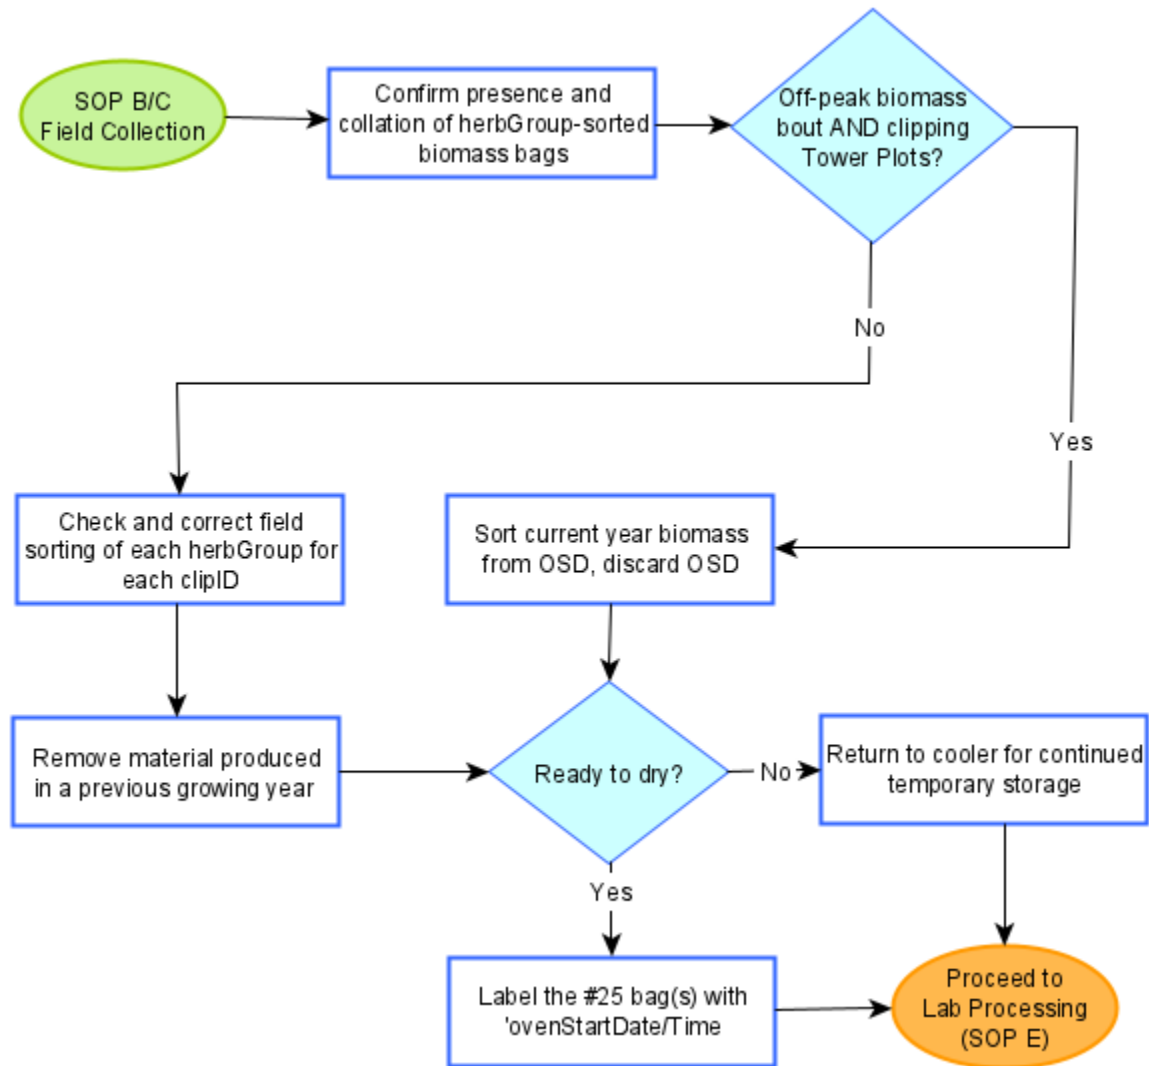 SOP B/C
Field Collection
Confirm presence and
collation of herbGroup-sorted
biomass bags
Off-peak biomass
bout AND clipping
Tower Plots?
No
Yes
Check and correct field
sorting of each herbGroup for
each clipID
Sort current year biomass
from OSD, discard OSD
Remove material produced
in a previous growing year
Ready to dry?
No
Return to cooler for continued
temporary storage
Yes
Label the #25 bag(s) with
'ovenStartDate/Time
Proceed to
Lab Processing
(SOP E)